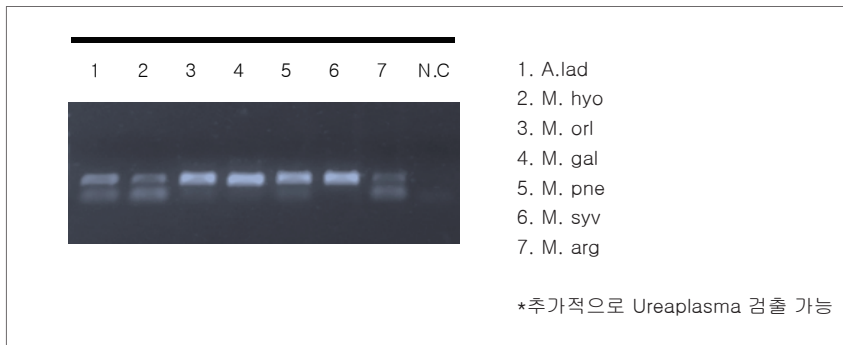 1 2 3 4 5 6 7 N.C
1. A.lad
2. M. hyo
3. M. orl
4. M. gal
5. M. pne
6. M. syv
7. M. arg
*추가적으로 Ureaplasma 검출 가능